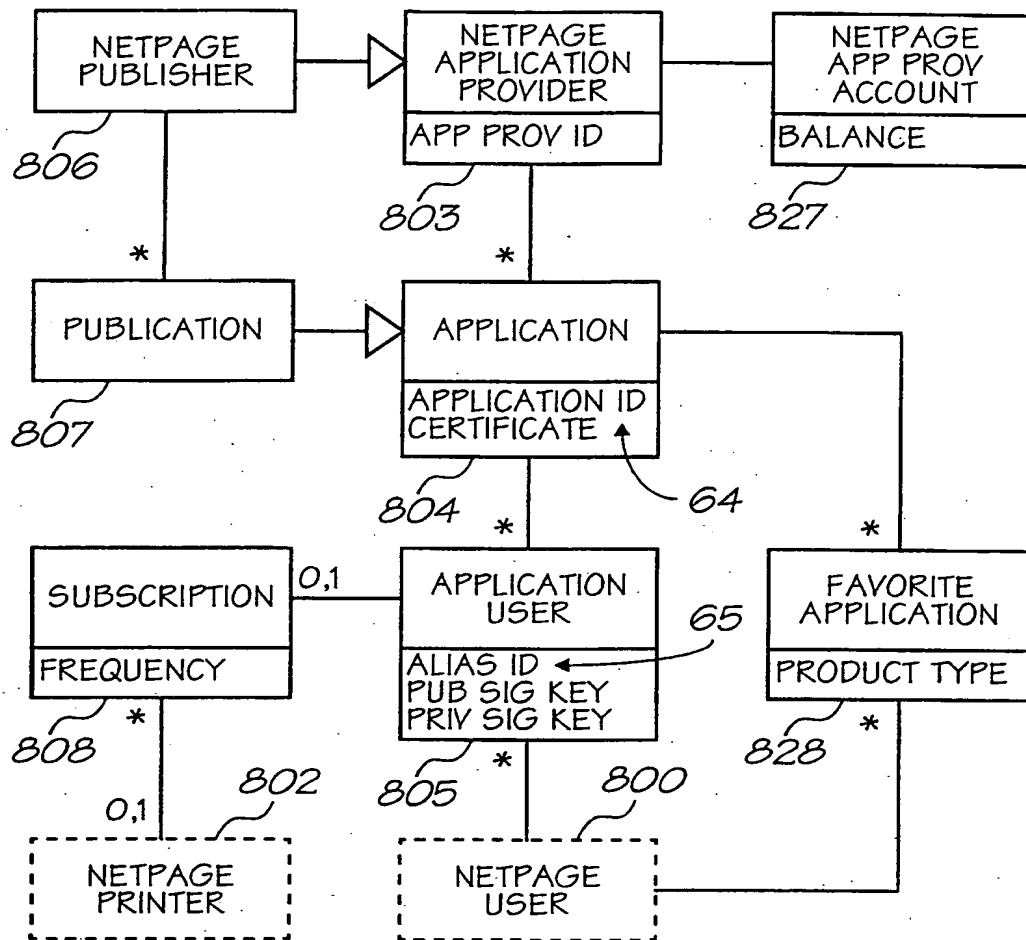 NETPAGE
PUBLISHER
806
NETPAGE
APPLICATION
PROVIDER
APP PROV ID
803
NETPAGE
APP PROV
ACCOUNT
BALANCE
827
*
*
PUBLICATION
807
APPLICATION
APPLICATION ID
CERTIFICATE
804
64
*
*
SUBSCRIPTION
FREQUENCY
808
0,1
APPLICATION
USER
ALIAS ID
PUB SIG KEY
PRIV SIG KEY
805
65
FAVORITE
APPLICATION
PRODUCT TYPE
828
*
*
*
0,1
802
NETPAGE
PRINTER
800
NETPAGE
USER